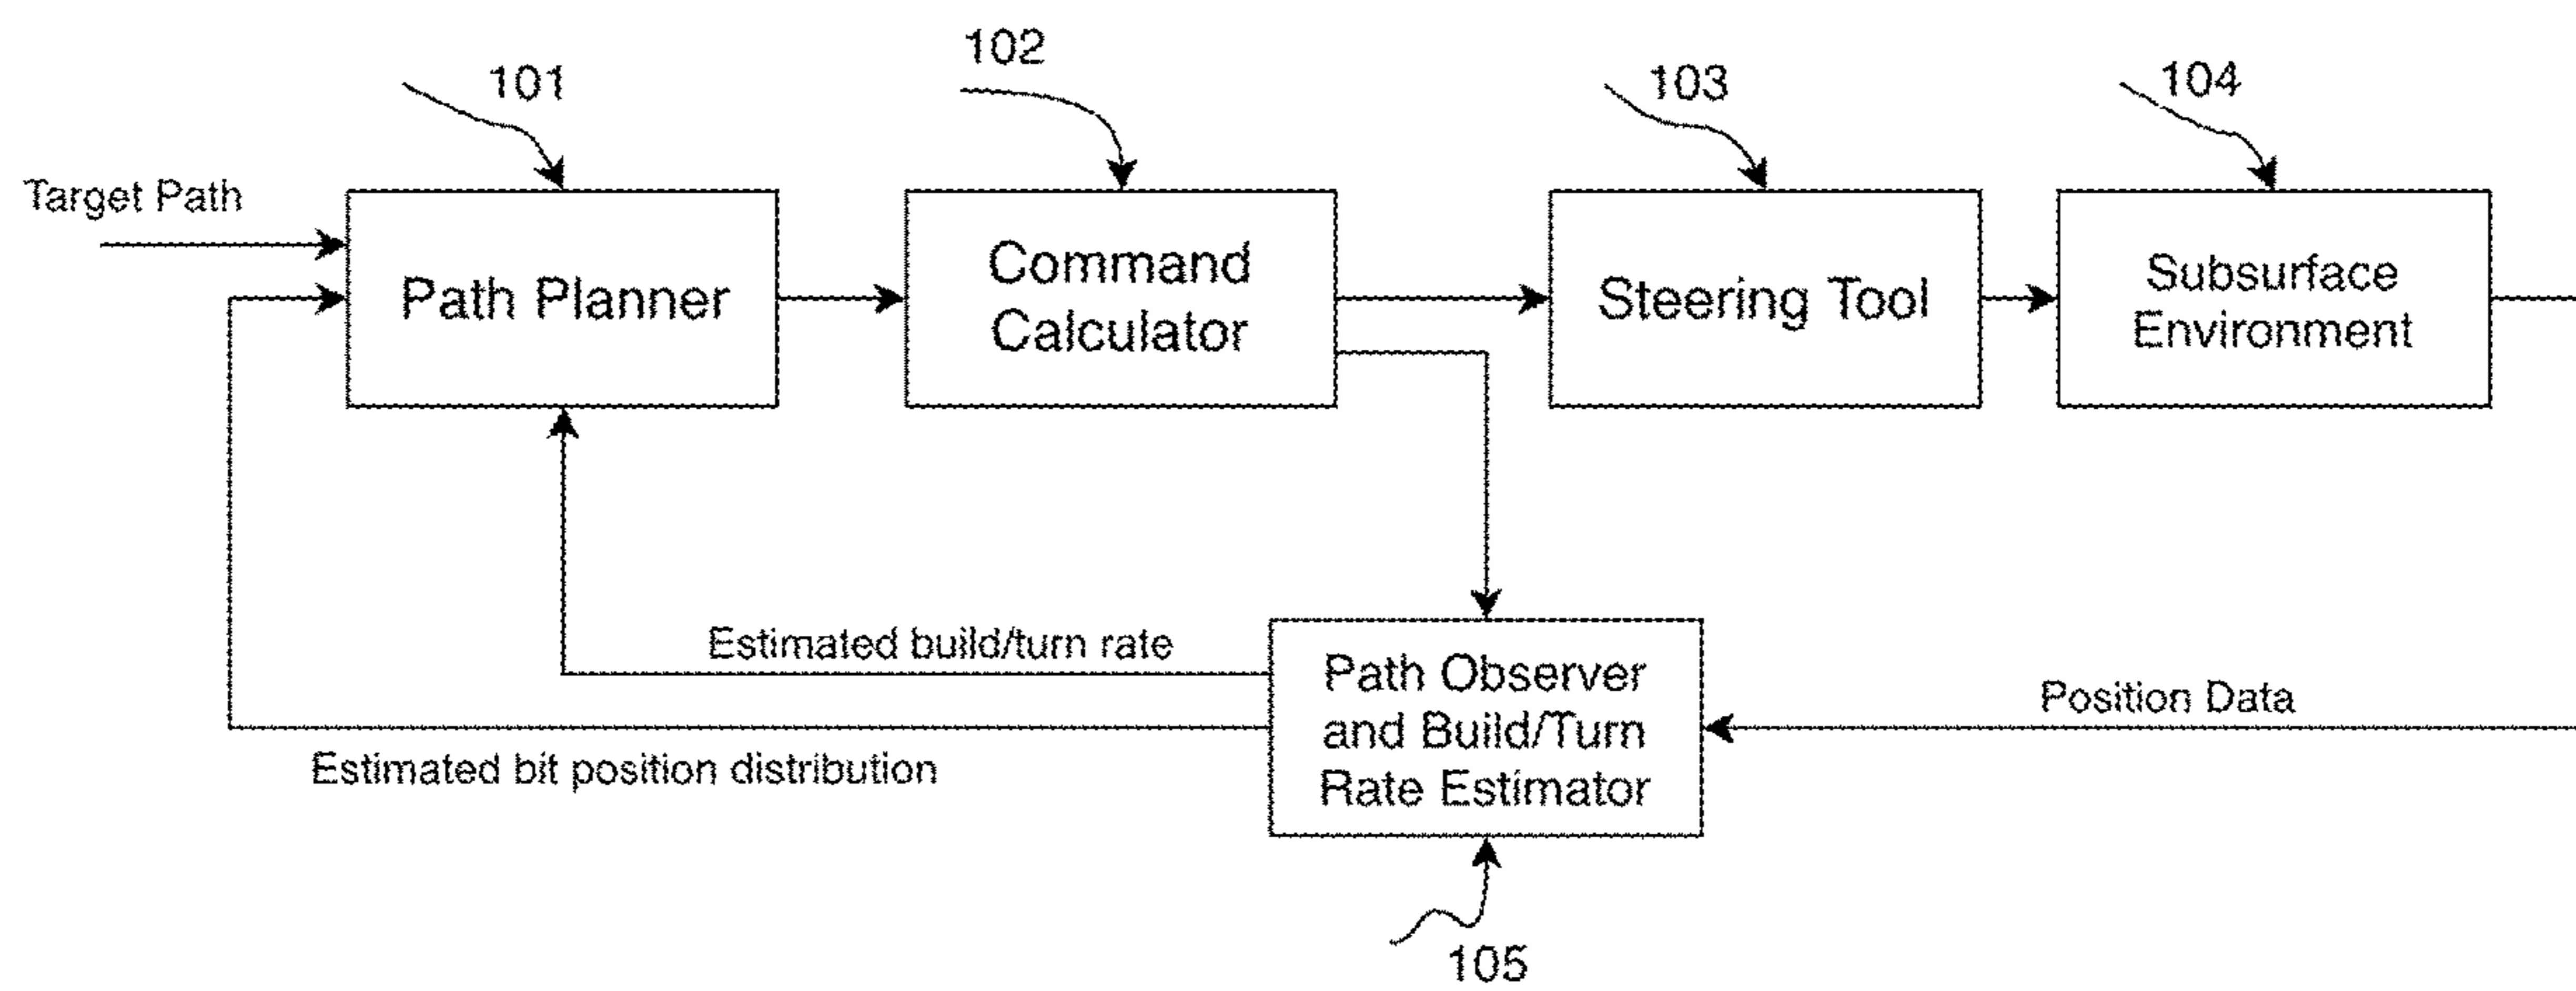 101
102
103
104
Target Path
Path Planner
Command
Calculator
Steering Tool
Subsurface
Environment
Estimated build/turn rate
Path Observer
and Build/Turn
Rate Estimator
Position Data
Estimated bit position distribution
105